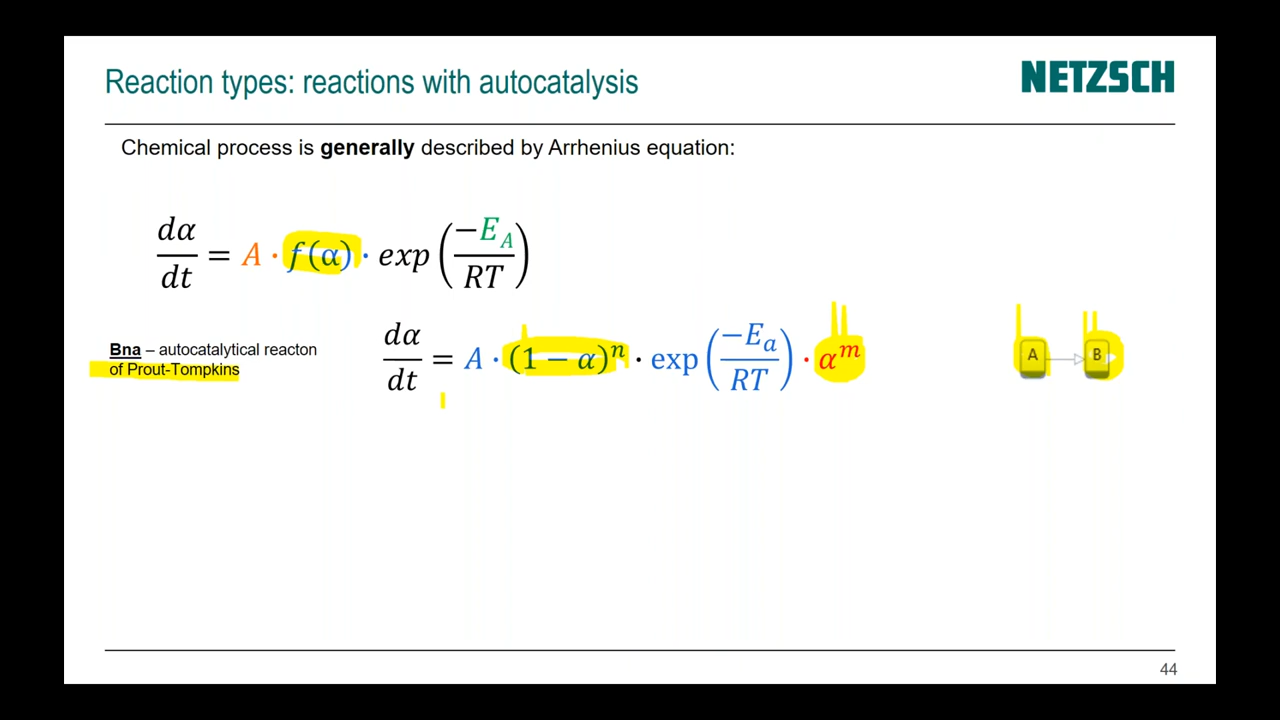 Reaction types: reactions with autocatalysis
NETZSCH
Chemical process is generally described by Arrhenius equation:
dα/dt = A · f(α) · exp(−E_A/RT)
Bna – autocatalytical reacton
of Prout-Tompkins
dα/dt = A · (1 − α)^n · exp(−E_a/RT) · α^m
A B
44